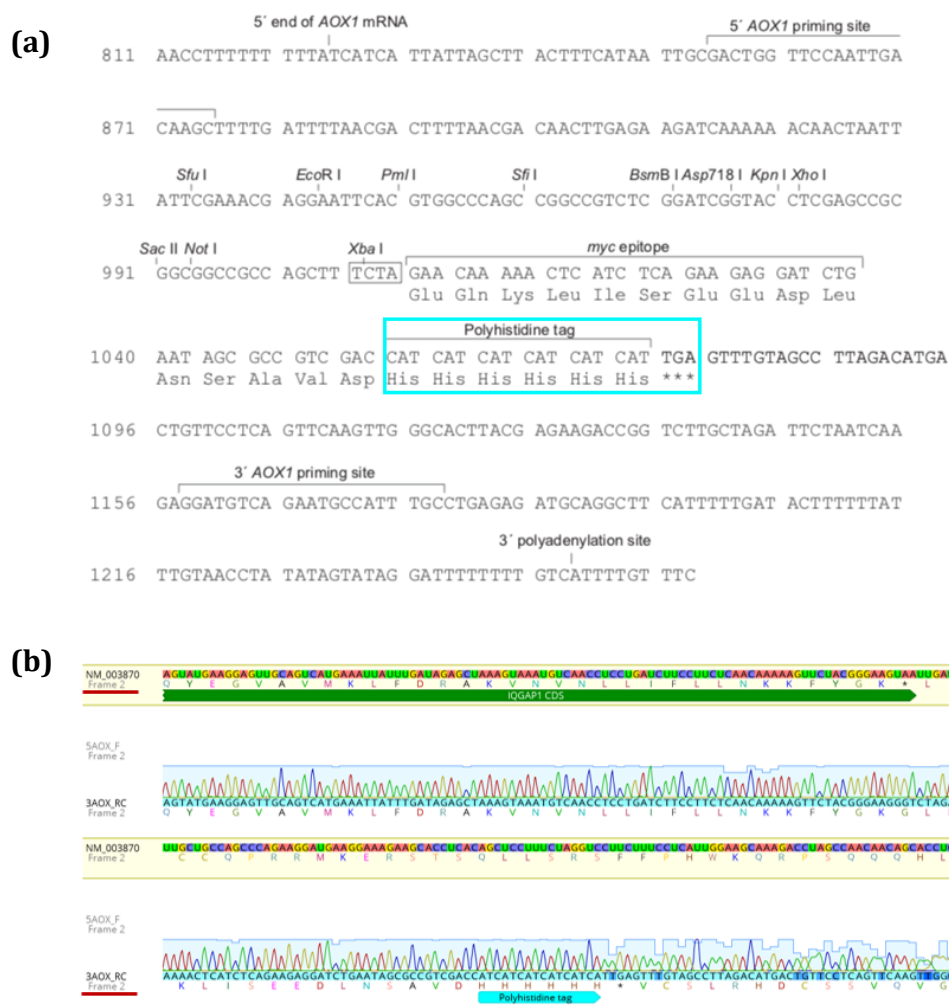 (a)
5´ end of AOX1 mRNA 5´ AOX1 priming site
811 AACCTTTTTT TTTATCATCA TTATTAGCTT ACTTTCATAA TTGCGACTGG TTCCAATTGA
871 CAAGCTTTTG ATTTTAACGA CTTTTAACGA CAACTTGAGA AGATCAAAAA ACAACTAATT
Sfu I EcoR I Pml I Sfi I BsmB I Asp718 I Kpn I Xho I
931 ATTCGAAACG AGGAATTCAC GTGGCCCAGC CGGCCGTCTC GGATCGGTAC CTCGAGCCGC
Sac II Not I Xba I myc epitope
991 GGCGGCCGCC AGCTT TCTA GAA CAA AAA CTC ATC TCA GAA GAG GAT CTG
Glu Gln Lys Leu Ile Ser Glu Glu Asp Leu
Polyhistidine tag
1040 AAT AGC GCC GTC GAC CAT CAT CAT CAT CAT CAT TGA GTTTGTAGCC TTAGACATGA
Asn Ser Ala Val Asp His His His His His His ***
1096 CTGTTCCTCA GTTCAAGTTG GGCACTTACG AGAAGACCGG TCTTGCTAGA TTCTAATCAA
3´ AOX1 priming site
1156 GAGGATGTCA GAATGCCATT TGCCTGAGAG ATGCAGGCTT CATTTTTGAT ACTTTTTTAT
3´ polyadenylation site
1216 TTGTAACCTA TATAGTATAG GATTTTTTTT GTCATTTTGT TTC
(b)
NM_003870 AGUAUGAAGGAGUUGCAGUCAUGAAAUUAUUUGAUAGAGCUAAAGUAAAUGUCAACCUCCUGAUCUUCCUUCUCAACAAAAAGUUCUACGGGAAGUAAUUGAU
Frame 2 Q Y E G V A V M K L F D R A K V N V N L L I F L L N K K F Y G K * L
IQGAP1 CDS
5AOX_F
Frame 2
3AOX_RC AGTATGAAGGAGTTGCAGTCATGAAATTATTTGATAGAGCTAAAGTAAATGTCAACCTCCTGATCTTCCTTCTCAACAAAAAGTTCTACGGGAAGGGTCTAG
Frame 2 Q Y E G V A V M K L F D R A K V N V N L L I F L L N K K F Y G K G L
NM_003870 UUGCUGCCAGCCCAGAAGGAUGAAGGAAAGAAGCACCUCACAGCUCCUUUCUAGGUCCUUCUUUCCUCAUUGGAAGCAAAGACCUAGCCAACAACAGCACCU
Frame 2 C C Q P R R M K E R S T S Q L L S R S F F P H W K Q R P S Q Q Q H L
5AOX_F
Frame 2
3AOX_RC AAAACTCATCTCAGAAGAGGATCTGAATAGCGCCGTCGACCATCATCATCATCATCATTGAGTTTGTAGCCTTAGACATGACTGTTCCTCAGTTCAAGTTGG
Frame 2 K L I S E E D L N S A V D H H H H H H * V C S L R H D C S S V Q V
Polyhistidine tag